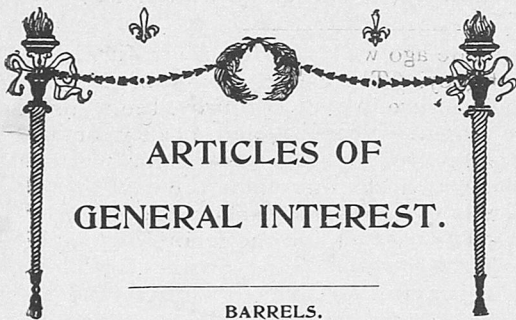 ARTICLES OF
GENERAL INTEREST.
BARRELS.